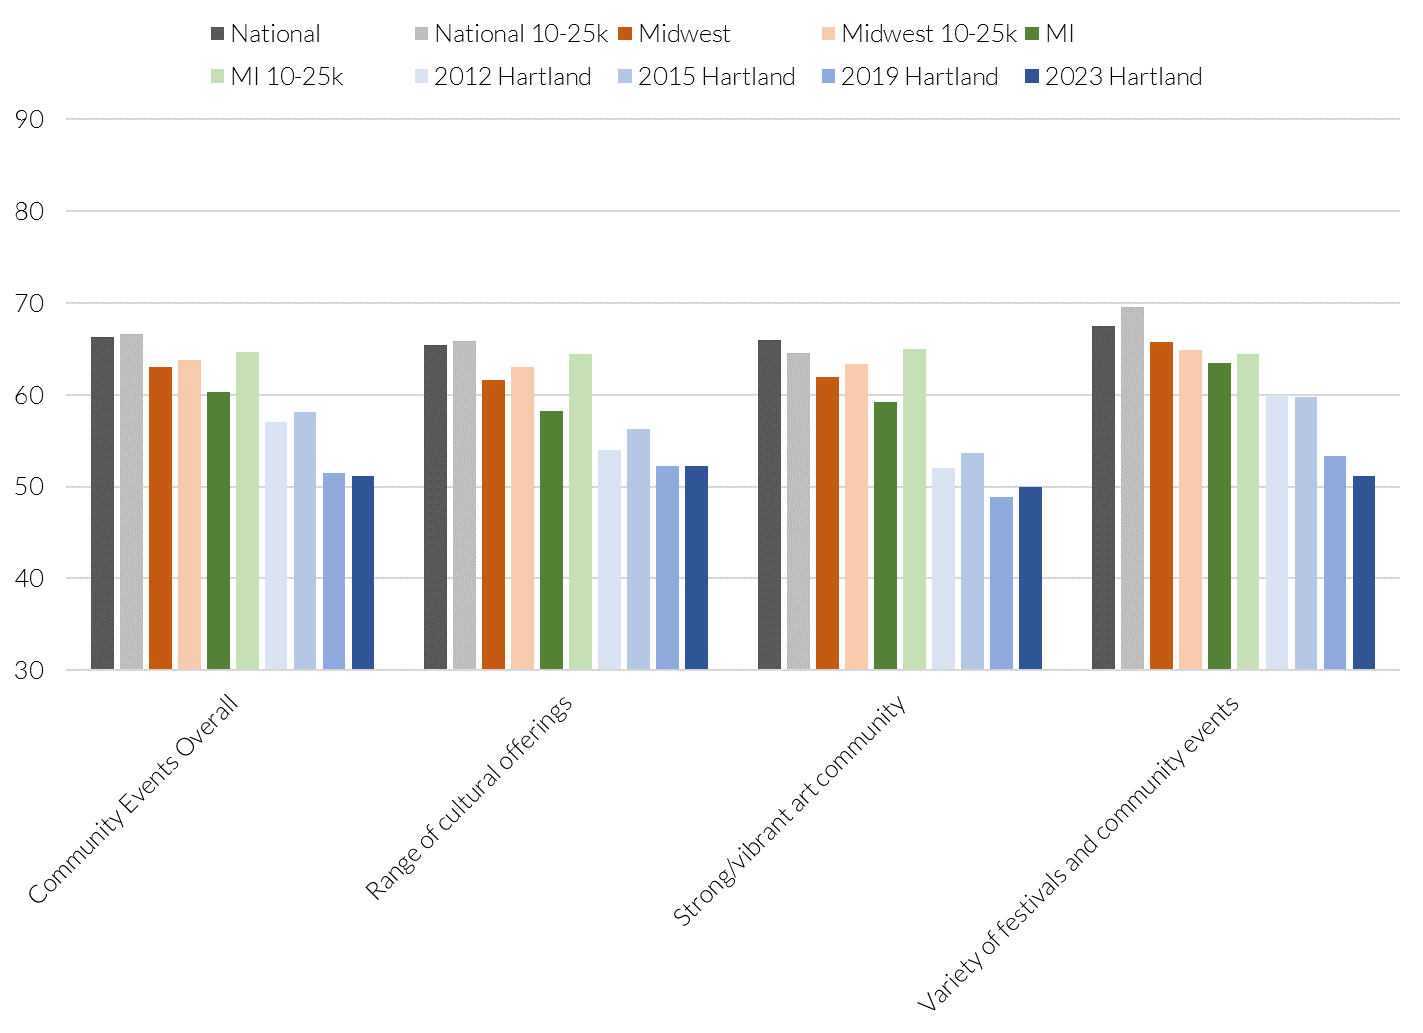 National National 10-25k Midwest Midwest 10-25k MI
MI 10-25k 2012 Hartland 2015 Hartland 2019 Hartland 2023 Hartland
90
80
70
60
50
40
30
Community Events Overall
Range of cultural offerings
Strong/vibrant art community
Variety of festivals and community events